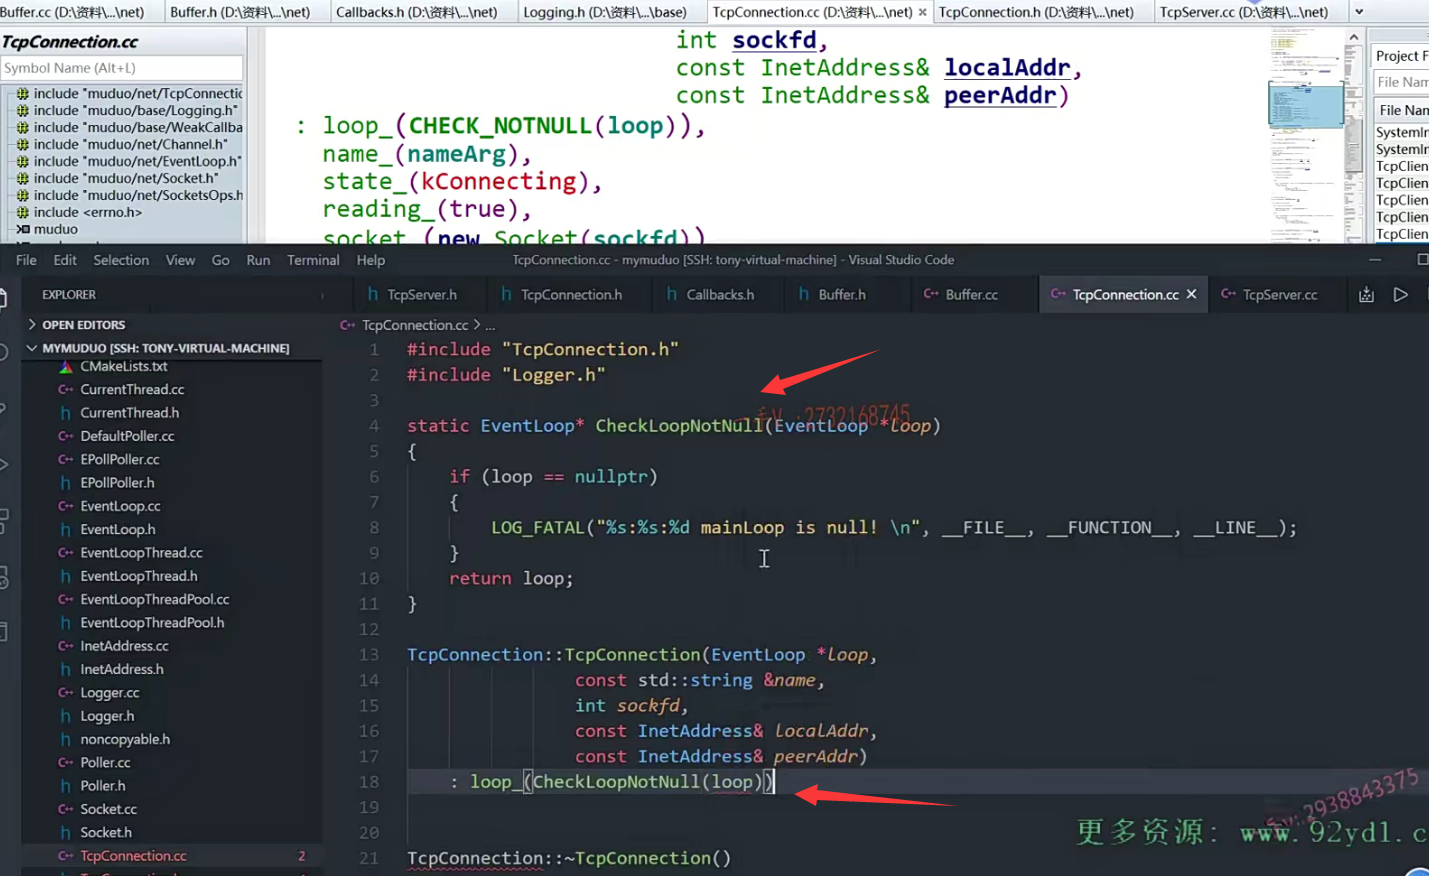 Buffer.cc (D:\资料\...\net) Buffer.h (D:\资料\...\net) Callbacks.h (D:\资料\...\net) Logging.h (D:\资料\...\base) TcpConnection.cc (D:\资料\...\net) × TcpConnection.h (D:\资料\...\net) TcpServer.cc (D:\资料\...\net)
TcpConnection.cc
Symbol Name (Alt+L)
include "muduo/net/TcpConnectic
include "muduo/base/Logging.h"
include "muduo/base/WeakCallba
include "muduo/net/Channel.h"
include "muduo/net/EventLoop.h"
include "muduo/net/Socket.h"
include "muduo/net/SocketsOps.h
include <errno.h>
muduo
int sockfd,
const InetAddress& localAddr,
const InetAddress& peerAddr)
: loop_(CHECK_NOTNULL(loop)),
name_(nameArg),
state_(kConnecting),
reading_(true),
socket_(new Socket(sockfd))
Project F
File Nam
File Nan
SystemIn
SystemIn
TcpClien
TcpClien
TcpClien
TcpClien
TcpClien
File Edit Selection View Go Run Terminal Help
TcpConnection.cc - mymuduo [SSH: tony-virtual-machine] - Visual Studio Code
EXPLORER
TcpServer.h TcpConnection.h Callbacks.h Buffer.h Buffer.cc TcpConnection.cc × TcpServer.cc
OPEN EDITORS
MYMUDUO [SSH: TONY-VIRTUAL-MACHINE]
CMakeLists.txt
CurrentThread.cc
CurrentThread.h
DefaultPoller.cc
EPollPoller.cc
EPollPoller.h
EventLoop.cc
EventLoop.h
EventLoopThread.cc
EventLoopThread.h
EventLoopThreadPool.cc
EventLoopThreadPool.h
InetAddress.cc
InetAddress.h
Logger.cc
Logger.h
noncopyable.h
Poller.cc
Poller.h
Socket.cc
Socket.h
TcpConnection.cc 2
TcpConnection.cc > ...
1 #include "TcpConnection.h"
2 #include "Logger.h"
3
4 static EventLoop* CheckLoopNotNull(EventLoop *loop)
5 {
6 if (loop == nullptr)
7 {
8 LOG_FATAL("%s:%s:%d mainLoop is null! \n", __FILE__, __FUNCTION__, __LINE__);
9 }
10 return loop;
11 }
12
13 TcpConnection::TcpConnection(EventLoop *loop,
14 const std::string &name,
15 int sockfd,
16 const InetAddress& localAddr,
17 const InetAddress& peerAddr)
18 : loop_(CheckLoopNotNull(loop))
19
20
21 TcpConnection::~TcpConnection()
:2732168745
:2938843375
更多资源: www.92ydl.c